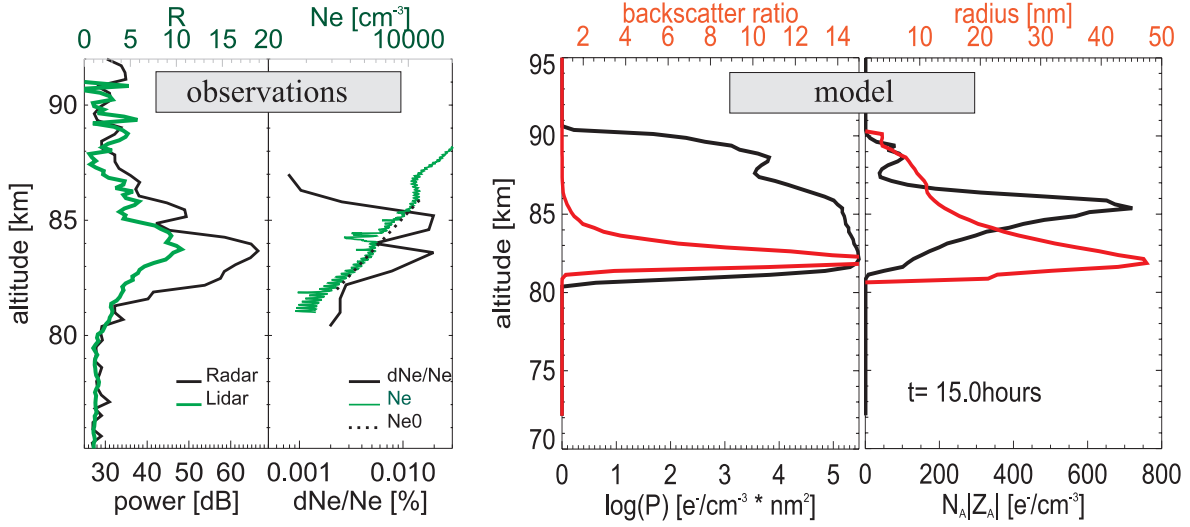 R Ne [cm⁻³]
0 5 10 15 20 10000
observations
altitude [km]
90
85
80
Radar
Lidar
dNe/Ne
Ne
Ne0
30 40 50 60 0.001 0.010
power [dB] dNe/Ne [%]
backscatter ratio radius [nm]
2 4 6 8 10 12 14 10 20 30 40 50
model
altitude [km]
95
90
85
80
75
70
t= 15.0hours
0 1 2 3 4 5 0 200 400 600 800
log(P) [e⁻/cm⁻³ * nm²] N_A|Z_A| [e⁻/cm⁻³]